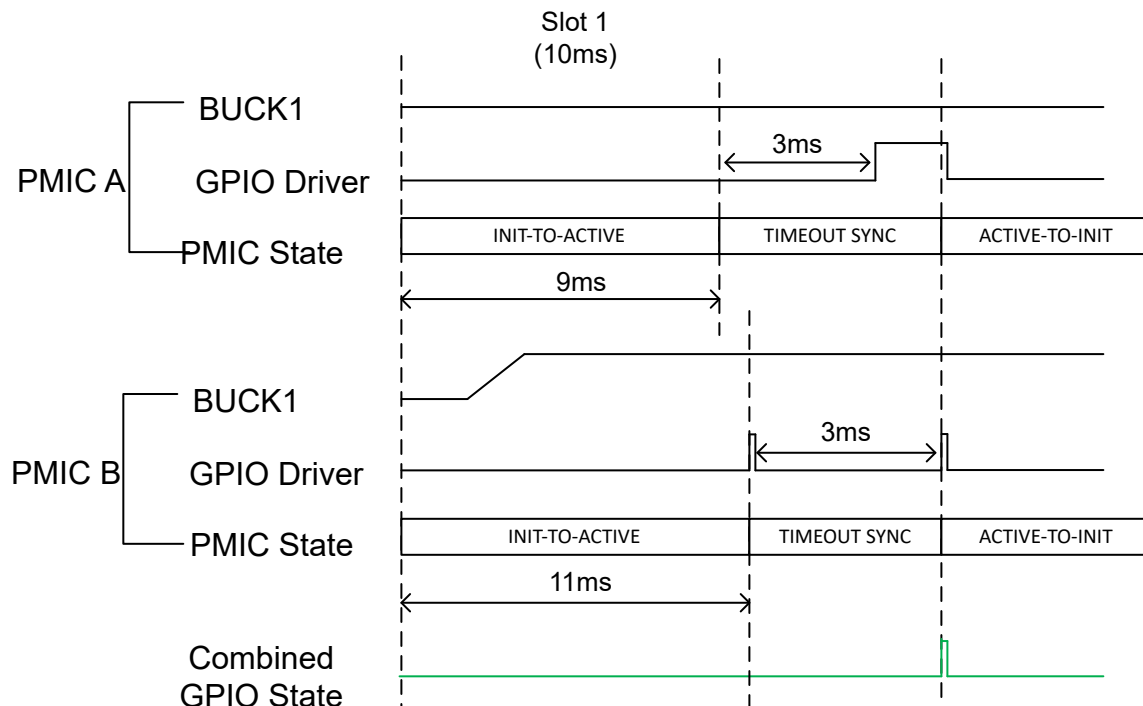 Slot 1
(10ms)
BUCK1
3ms
PMIC A
GPIO Driver
PMIC State
INIT-TO-ACTIVE
TIMEOUT SYNC
ACTIVE-TO-INIT
9ms
BUCK1
3ms
PMIC B
GPIO Driver
PMIC State
INIT-TO-ACTIVE
TIMEOUT SYNC
ACTIVE-TO-INIT
11ms
Combined
GPIO State